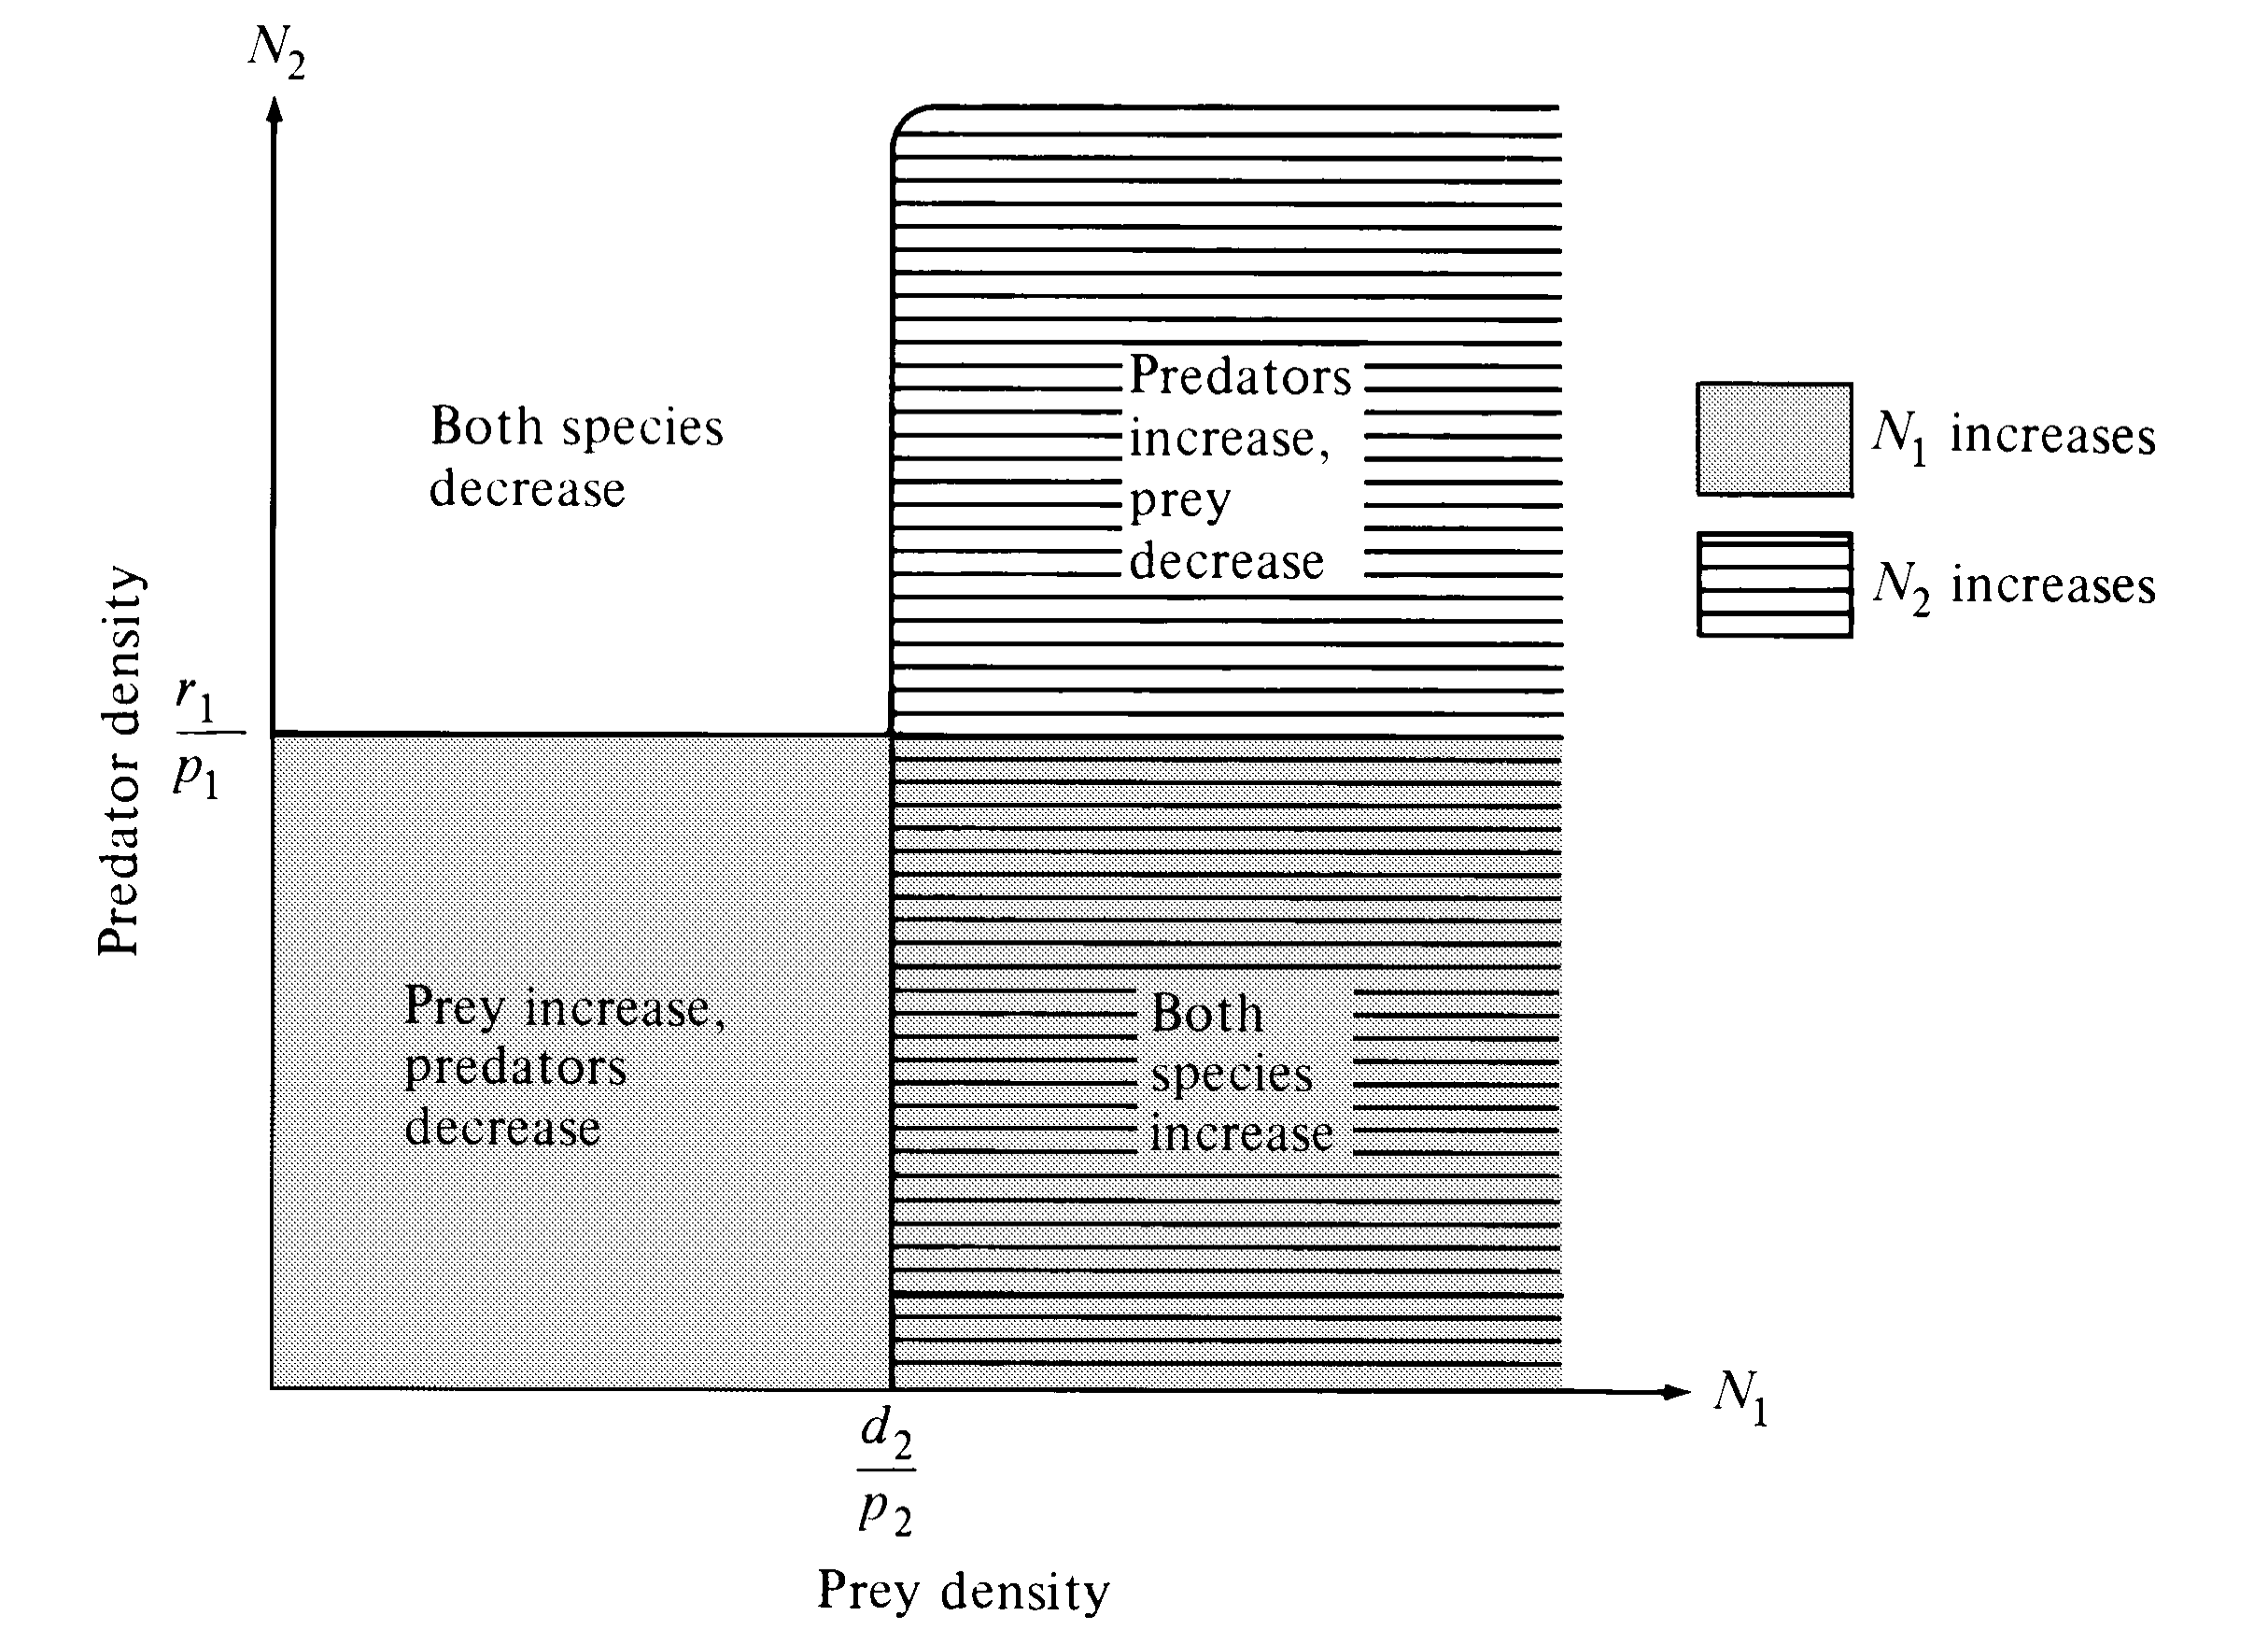 N2
Both species
decrease
Predators
increase,
prey
decrease
N1 increases
N2 increases
Predator density
r1
p1
Prey increase,
predators
decrease
Both
species
increase
N1
d2
p2
Prey density